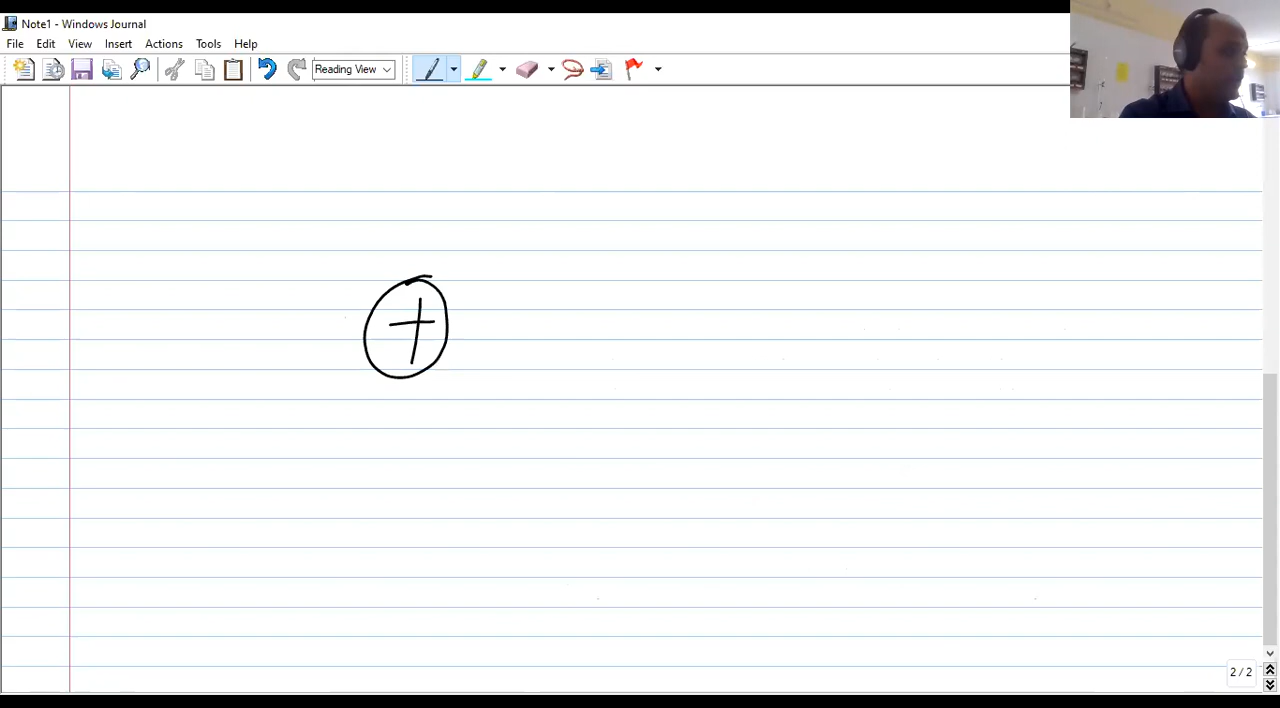 Note1 - Windows Journal
File Edit View Insert Actions Tools Help
Reading View
+
2 / 2